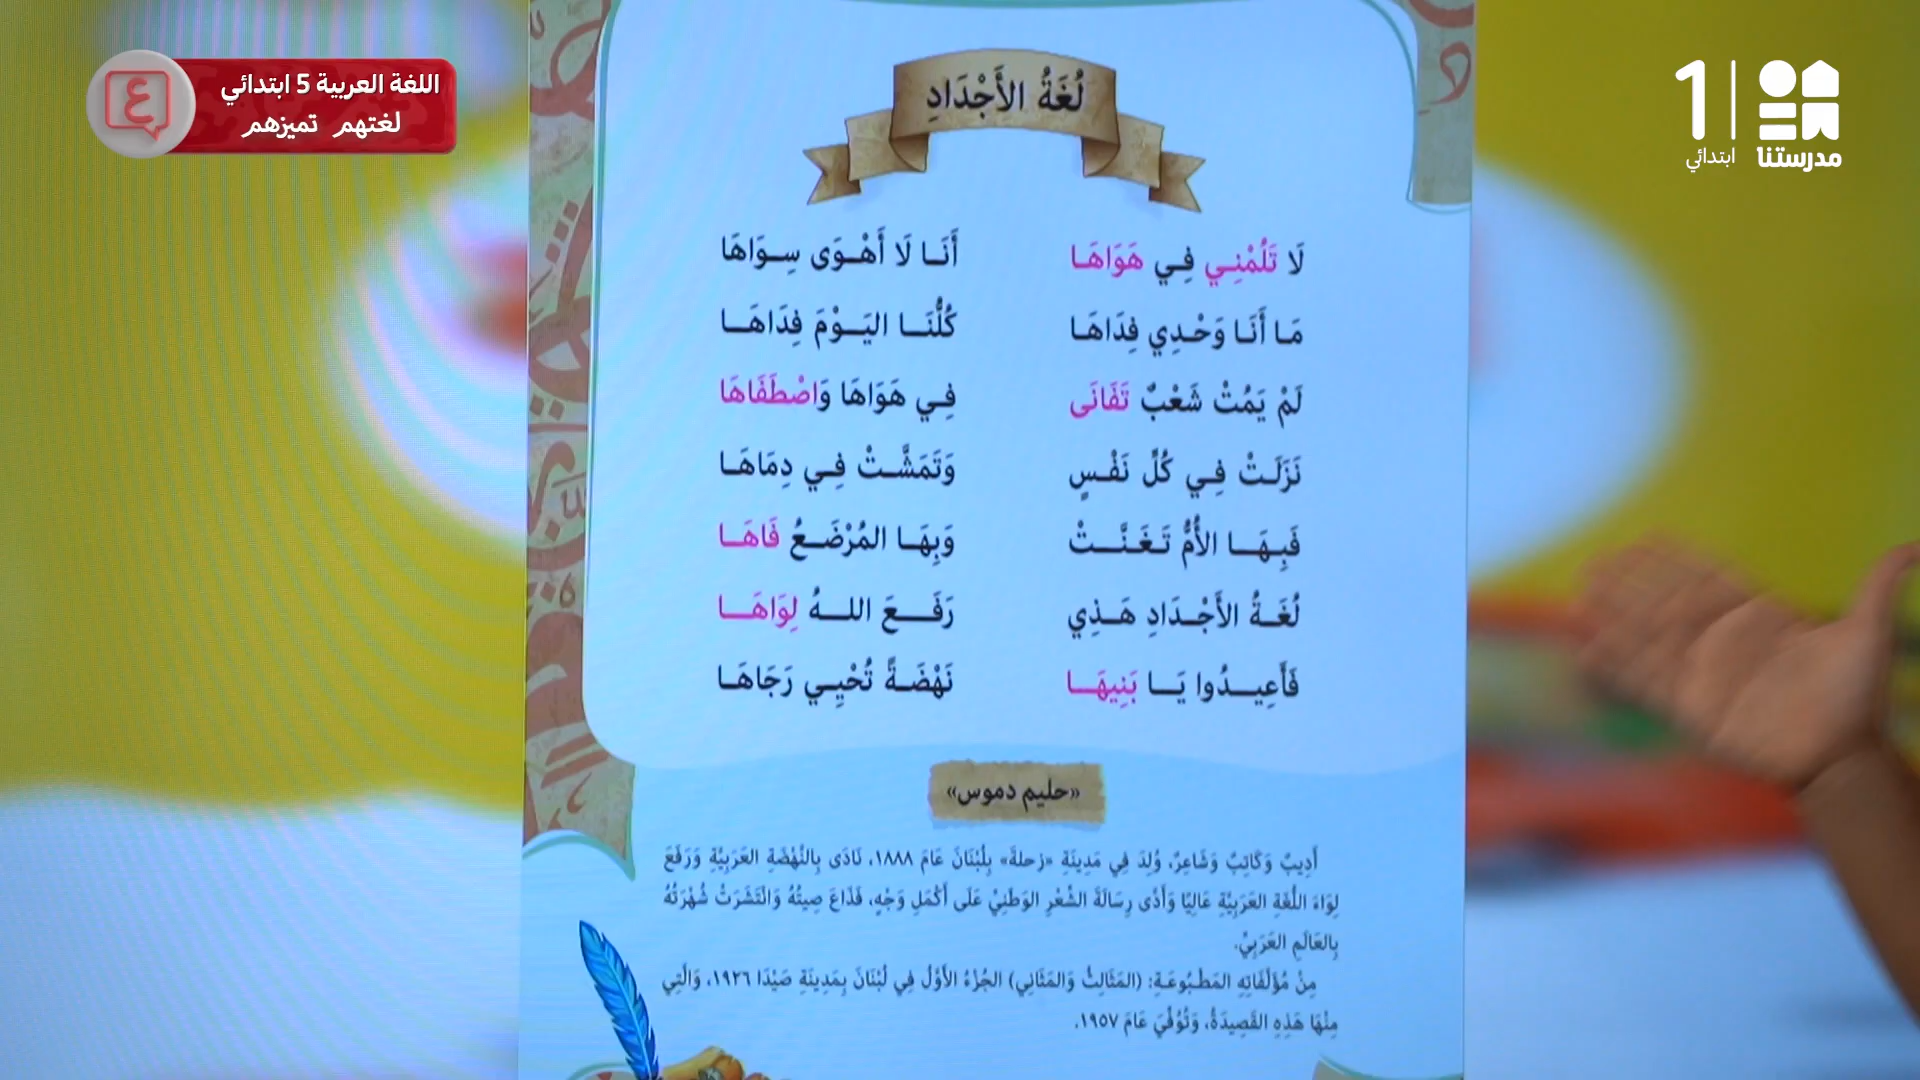 اللغة العربية 5 ابتدائي
لغتهم تميزهم
1 ابتدائي
مدرستنا
لُغَةُ الأَجْدَادِ
لَا تَلُمْنِي فِي هَوَاهَا أَنَا لَا أَهْوَى سِوَاهَا
مَا أَنَا وَحْدِي فِدَاهَا كُلُّنَا اليَوْمَ فِدَاهَا
لَمْ يَمُتْ شَعْبٌ تَفَانَى فِي هَوَاهَا وَاصْطَفَاهَا
نَزَلَتْ فِي كُلِّ نَفْسٍ وَتَمَشَّتْ فِي دِمَاهَا
فَبِهَا الأُمُّ تَغَنَّتْ وَبِهَا المُرْضَعُ فَاهَا
لُغَةُ الأَجْدَادِ هَذِي رَفَعَ اللهُ لِوَاهَا
فَأَعِيدُوا يَا بَنِيهَا نَهْضَةً تُحْيِي رَجَاهَا
«حليم دموس»
أَدِيبٌ وَكَاتِبٌ وَشَاعِرٌ، وُلِدَ فِي مَدِينَةِ «زحلة» بِلُبْنَانَ عَامَ ١٨٨٨، نَادَى بِالنَّهْضَةِ العَرَبِيَّةِ وَرَفَعَ
لِوَاءَ اللُّغَةِ العَرَبِيَّةِ عَالِيًا وَأَدَّى رِسَالَةَ الشِّعْرِ الوَطَنِيِّ عَلَى أَكْمَلِ وَجْهٍ، فَذَاعَ صِيتُهُ وَانْتَشَرَتْ شُهْرَتُهُ
بِالعَالَمِ العَرَبِيِّ.
مِنْ مُؤَلَّفَاتِهِ المَطْبُوعَةِ: (المَثَالِثُ وَالمَثَانِي) الجُزْءُ الأَوَّلُ فِي لُبْنَانَ بِمَدِينَةِ صَيْدَا ١٩٢٦، وَالَّتِي
مِنْهَا هَذِهِ القَصِيدَةُ، وَتُوُفِّيَ عَامَ ١٩٥٧.